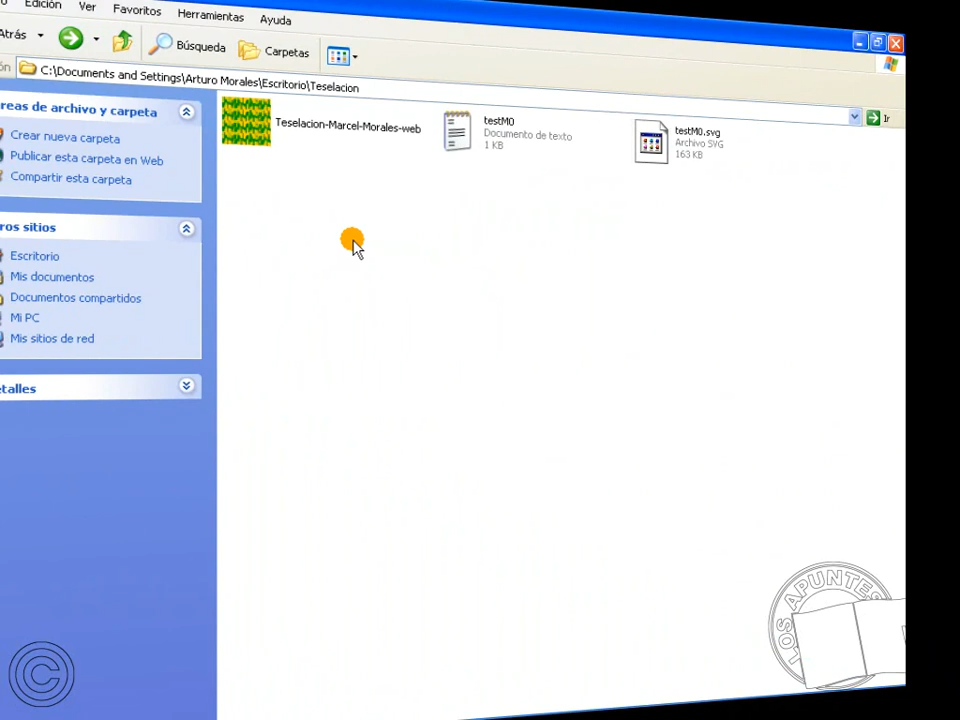 Edición Ver Favoritos Herramientas Ayuda
Atrás Búsqueda Carpetas
C:\Documents and Settings\Arturo Morales\Escritorio\Teselacion
Ir
reas de archivo y carpeta
Crear nueva carpeta
Publicar esta carpeta en Web
Compartir esta carpeta
ros sitios
Escritorio
Mis documentos
Documentos compartidos
Mi PC
Mis sitios de red
talles
Teselacion-Marcel-Morales-web
testM0
Documento de texto
1 KB
testM0.svg
Archivo SVG
163 KB
LOS APUNTES
©